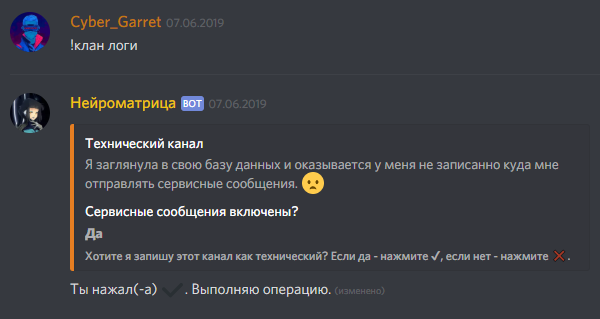 Cyber_Garret 07.06.2019
!клан логи
Нейроматрица BOT 07.06.2019
Технический канал
Я заглянула в свою базу данных и оказывается у меня не записанно куда мне
отправлять сервисные сообщения. 😦
Сервисные сообщения включены?
Да
Хотите я запишу этот канал как технический? Если да - нажмите ✔, если нет - нажмите ❌.
Ты нажал(-а) ✔. Выполняю операцию. (изменено)